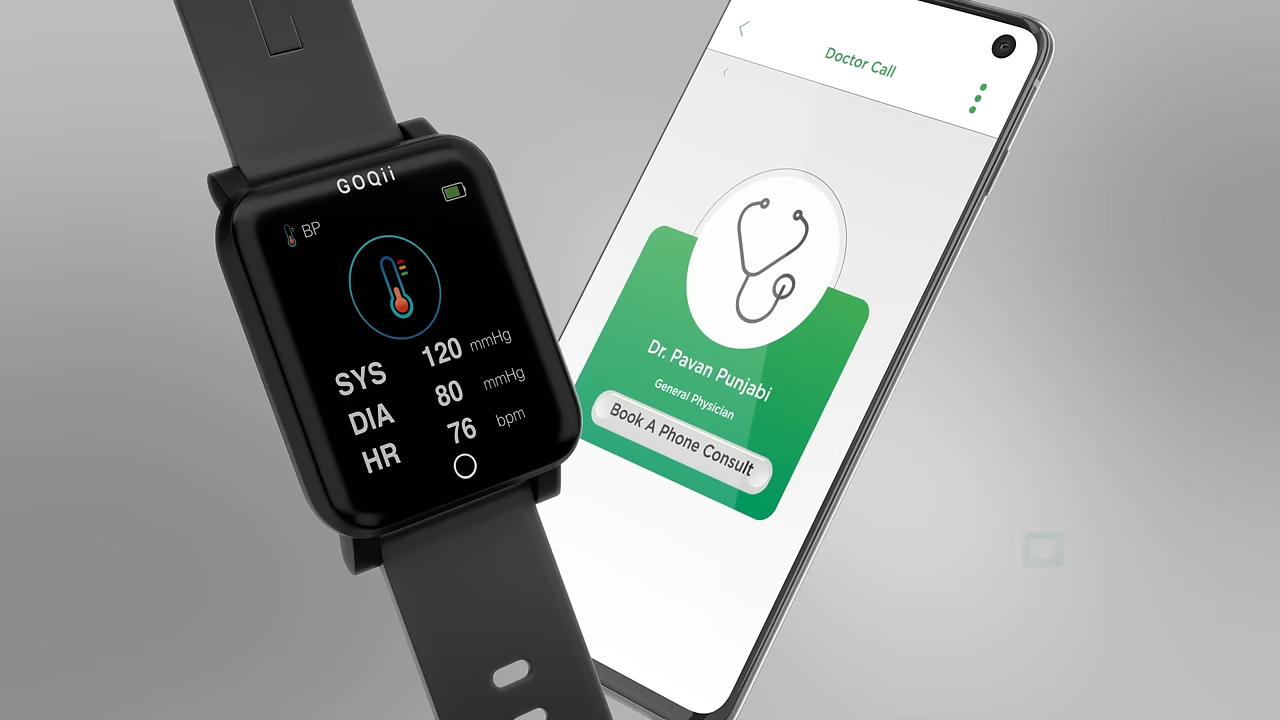 GOQii
BP
SYS 120 mmHg
DIA 80 mmHg
HR 76 bpm
Doctor Call
Dr. Pavan Punjabi
General Physician
Book A Phone Consult